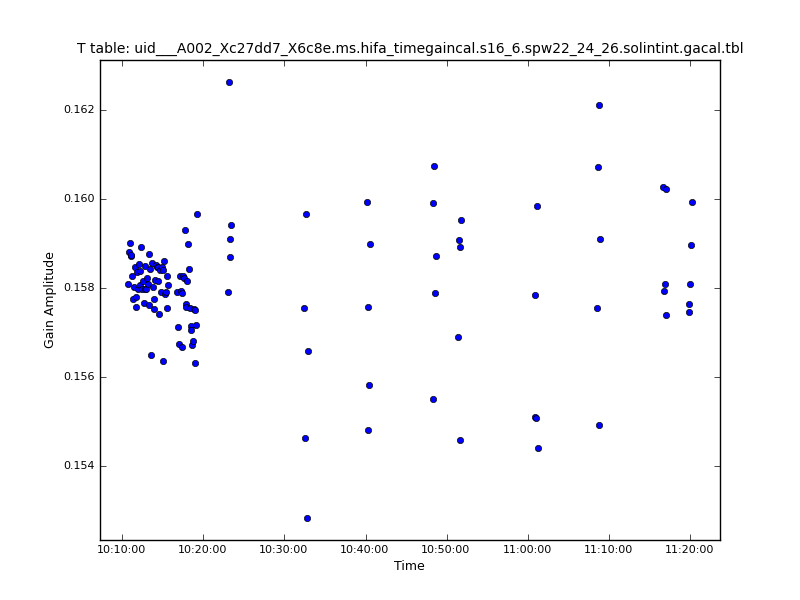 T table: uid___A002_Xc27dd7_X6c8e.ms.hifa_timegaincal.s16_6.spw22_24_26.solintint.gacal.tbl
0.162
0.160
0.158
0.156
0.154
Gain Amplitude
10:10:00 10:20:00 10:30:00 10:40:00 10:50:00 11:00:00 11:10:00 11:20:00
Time